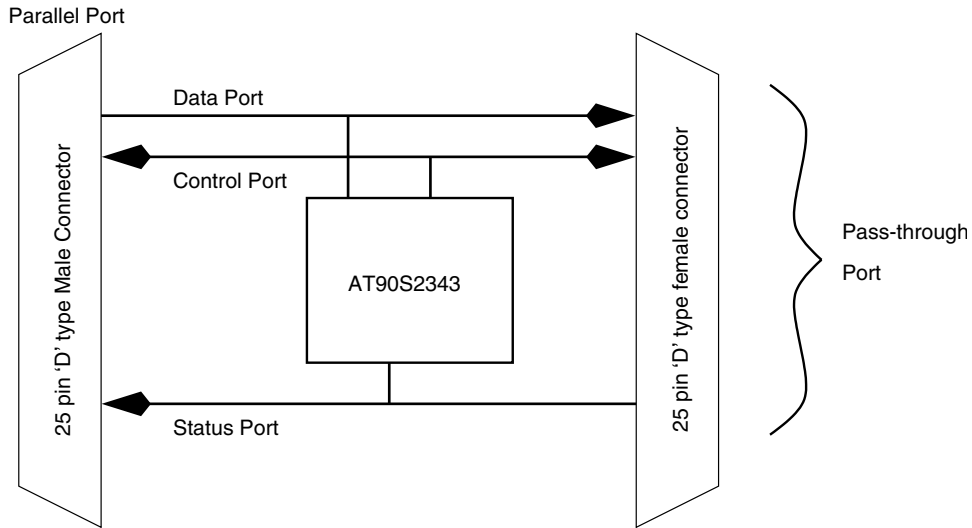 Parallel Port
25 pin ‘D’ type Male Connector
Data Port
Control Port
AT90S2343
Status Port
25 pin ‘D’ type female connector
Pass-through
Port